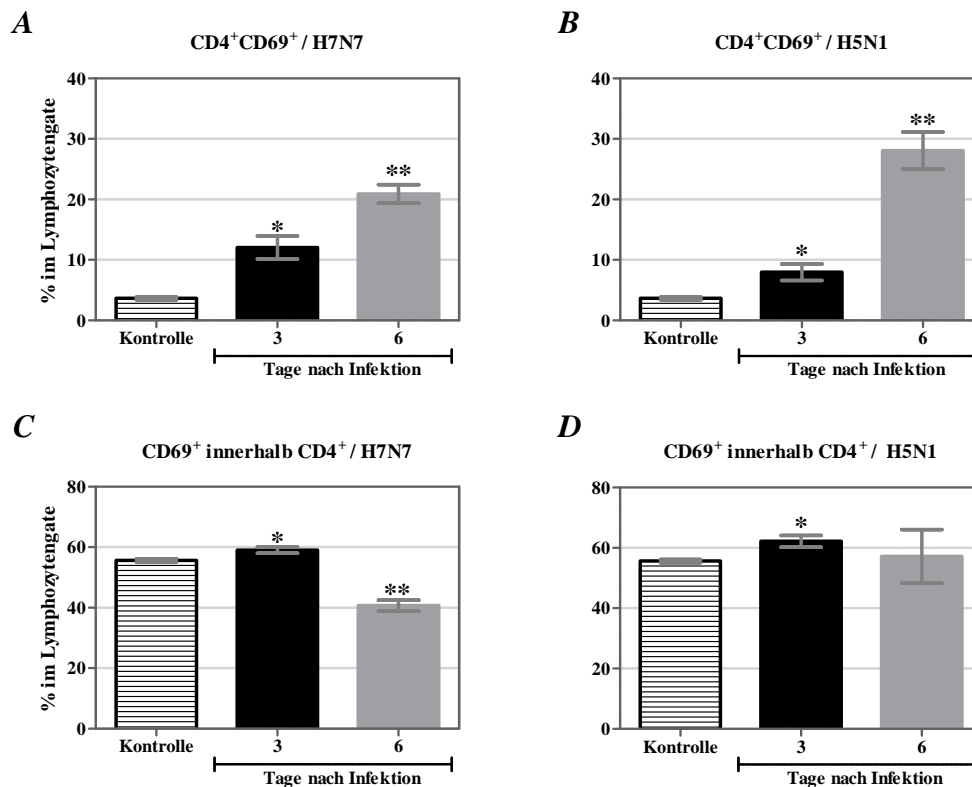 A
CD4⁺CD69⁺ / H7N7
% im Lymphozytengate
40
30
20
10
0
*
**
Kontrolle 3 6
Tage nach Infektion
B
CD4⁺CD69⁺ / H5N1
40
30
20
10
0
*
**
Kontrolle 3 6
Tage nach Infektion
C
CD69⁺ innerhalb CD4⁺ / H7N7
% im Lymphozytengate
80
60
40
20
0
*
**
Kontrolle 3 6
Tage nach Infektion
D
CD69⁺ innerhalb CD4⁺ / H5N1
80
60
40
20
0
*
Kontrolle 3 6
Tage nach Infektion